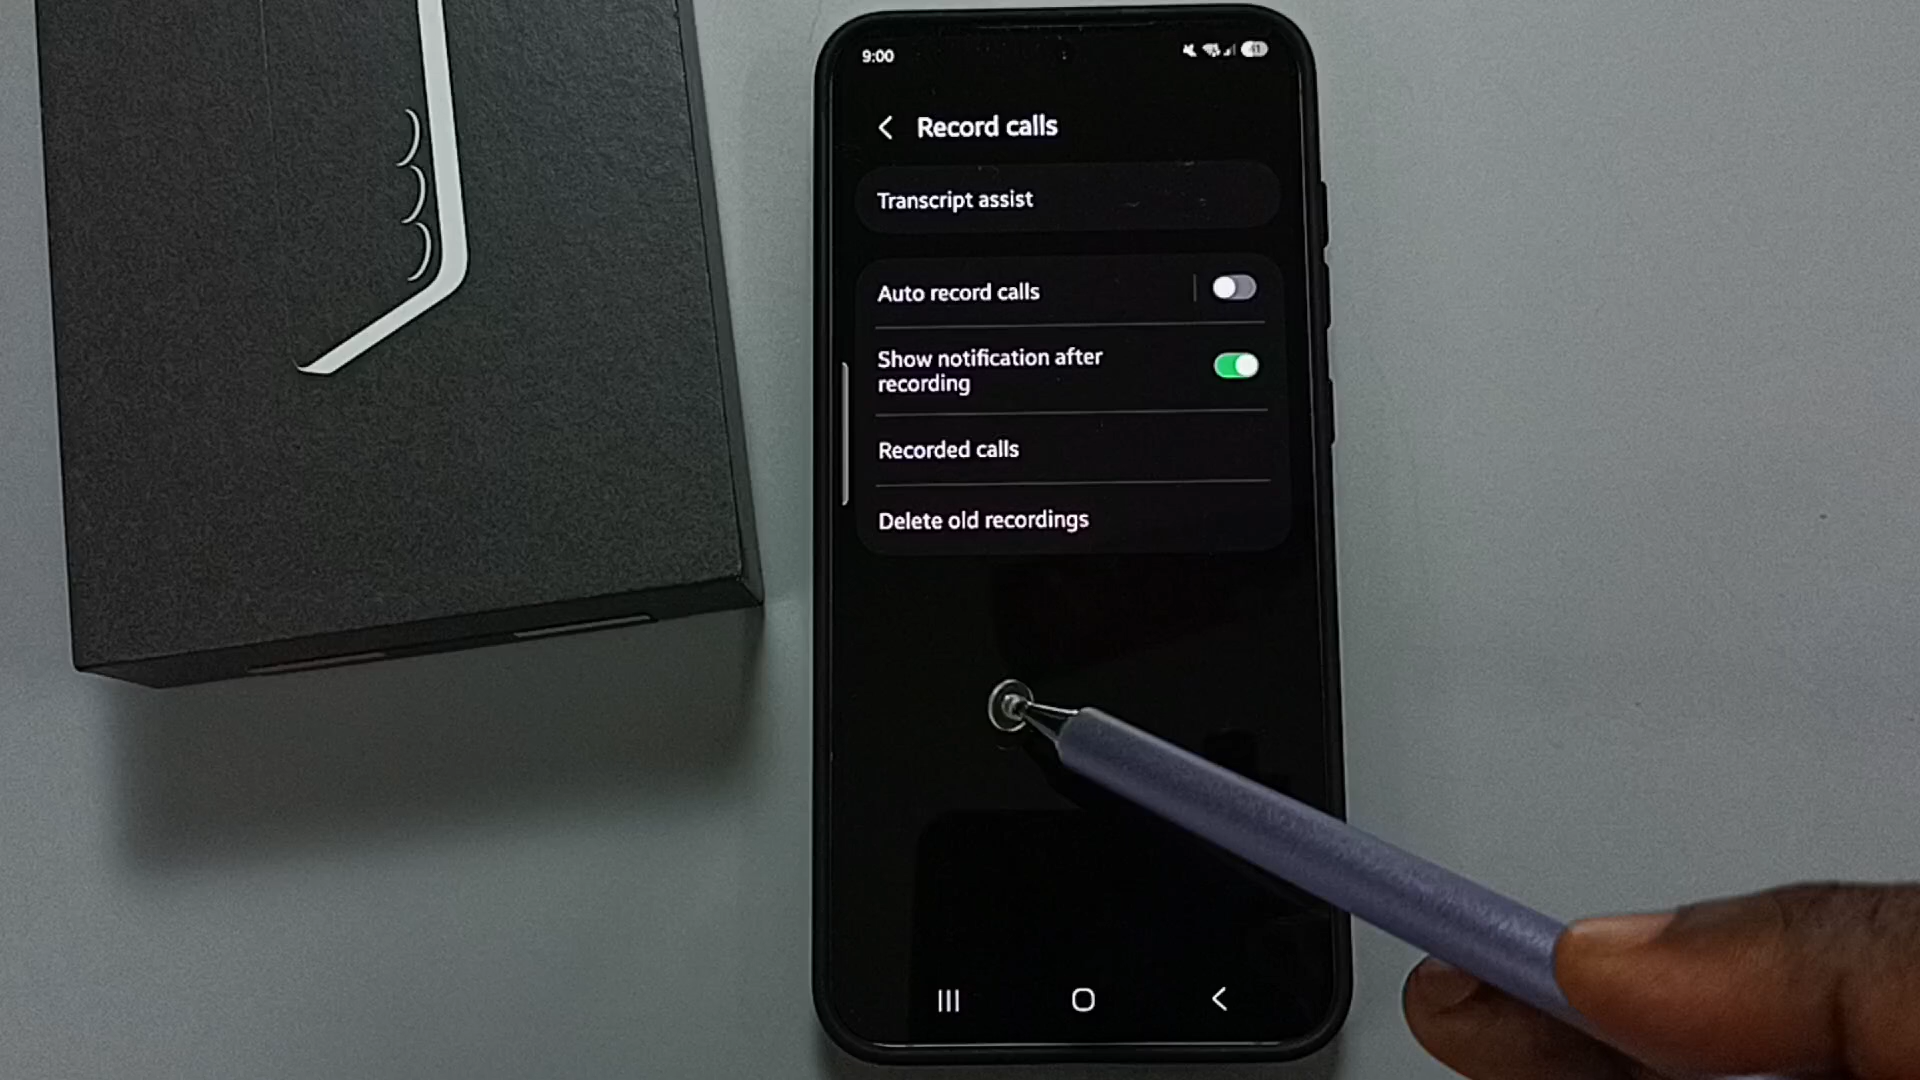 9:00
Record calls
Transcript assist
Auto record calls
Show notification after
recording
Recorded calls
Delete old recordings